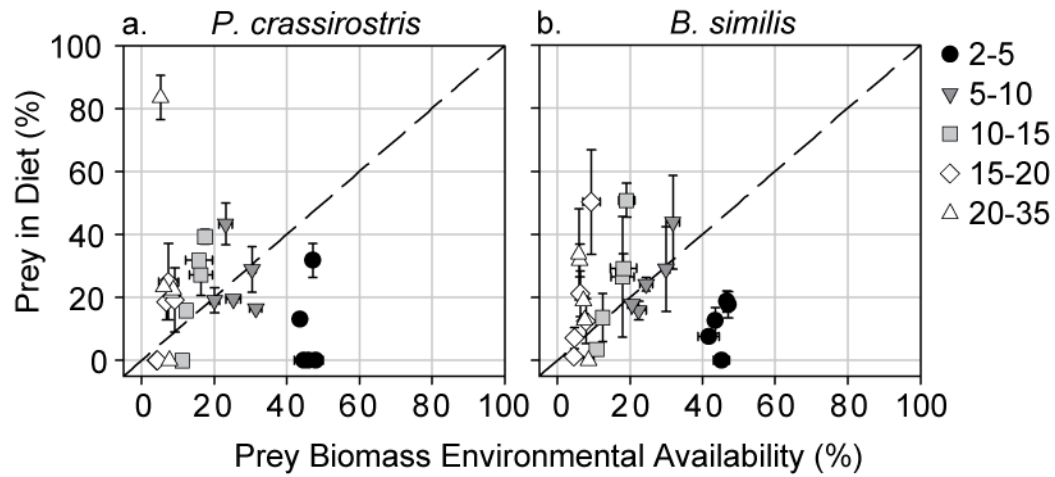 a. P. crassirostris
b. B. similis
100
80
60
40
20
0
Prey in Diet (%)
0 20 40 60 80 100
0 20 40 60 80 100
Prey Biomass Environmental Availability (%)
2-5
5-10
10-15
15-20
20-35